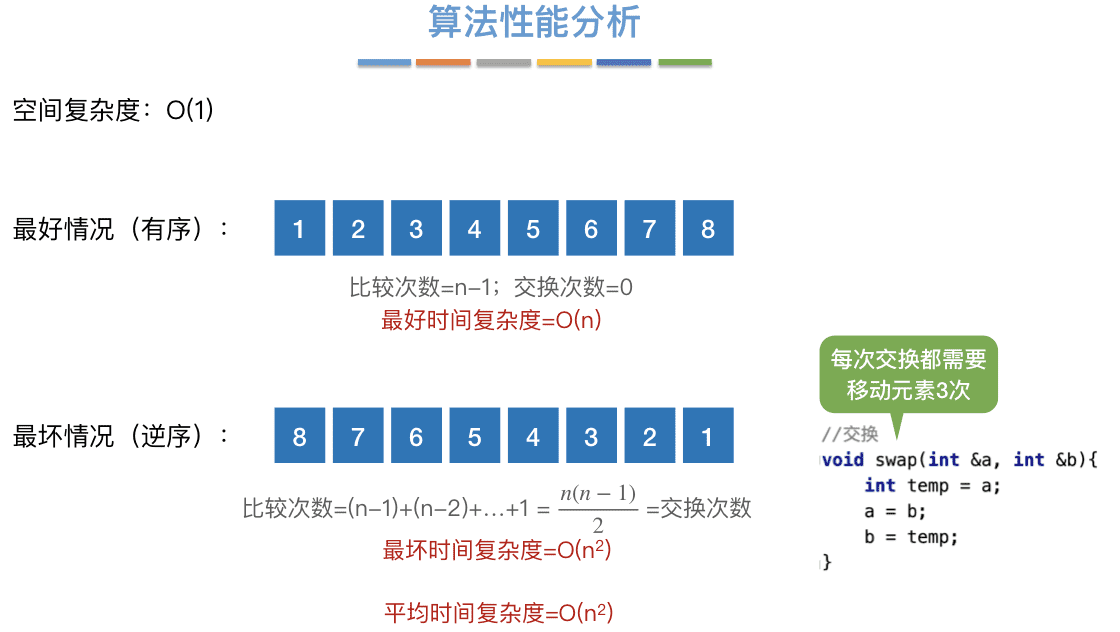 算法性能分析
空间复杂度：O(1)
最好情况（有序）：
1 2 3 4 5 6 7 8
比较次数=n-1；交换次数=0
最好时间复杂度=O(n)
最坏情况（逆序）：
8 7 6 5 4 3 2 1
比较次数=(n-1)+(n-2)+…+1 = n(n − 1)/2 =交换次数
最坏时间复杂度=O(n²)
平均时间复杂度=O(n²)
每次交换都需要
移动元素3次
//交换
void swap(int &a, int &b){
    int temp = a;
    a = b;
    b = temp;
}